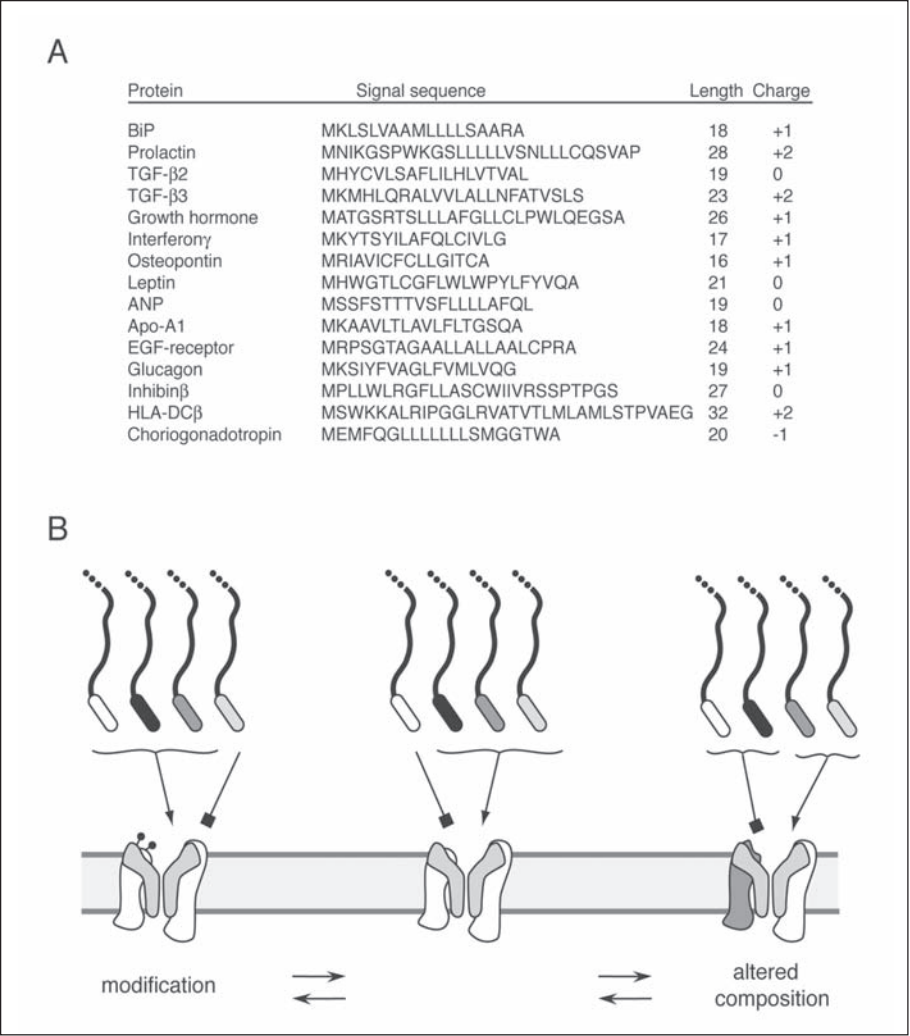 A
Protein Signal sequence Length Charge
BiP MKLSLVAAMLLLLSAARA 18 +1
Prolactin MNIKGSPWKGSLLLLLVSNLLLCQSVAP 28 +2
TGF-β2 MHYCVLSAFLILHLVTVAL 19 0
TGF-β3 MKMHLQRALVVLALLNFATVSLS 23 +2
Growth hormone MATGSRTSLLLAFGLLCLPWLQEGSA 26 +1
Interferonγ MKYTSYILAFQLCIVLG 17 +1
Osteopontin MRIAVICFCLLGITCA 16 +1
Leptin MHWGTLCGFLWLWPYLFYVQA 21 0
ANP MSSFSTTTVSFLLLLAFQL 19 0
Apo-A1 MKAAVLTLAVLFLTGSQA 18 +1
EGF-receptor MRPSGTAGAALLALLAALCPRA 24 +1
Glucagon MKSIYFVAGLFVMLVQG 19 +1
Inhibinβ MPLLWLRGFLLASCWIIVRSSPTPGS 27 0
HLA-DCβ MSWKKALRIPGGLRVATVTLMLAMLSTPVAEG 32 +2
Choriogonadotropin MEMFQGLLLLLLLSMGGTWA 20 -1
B
modification
altered
composition